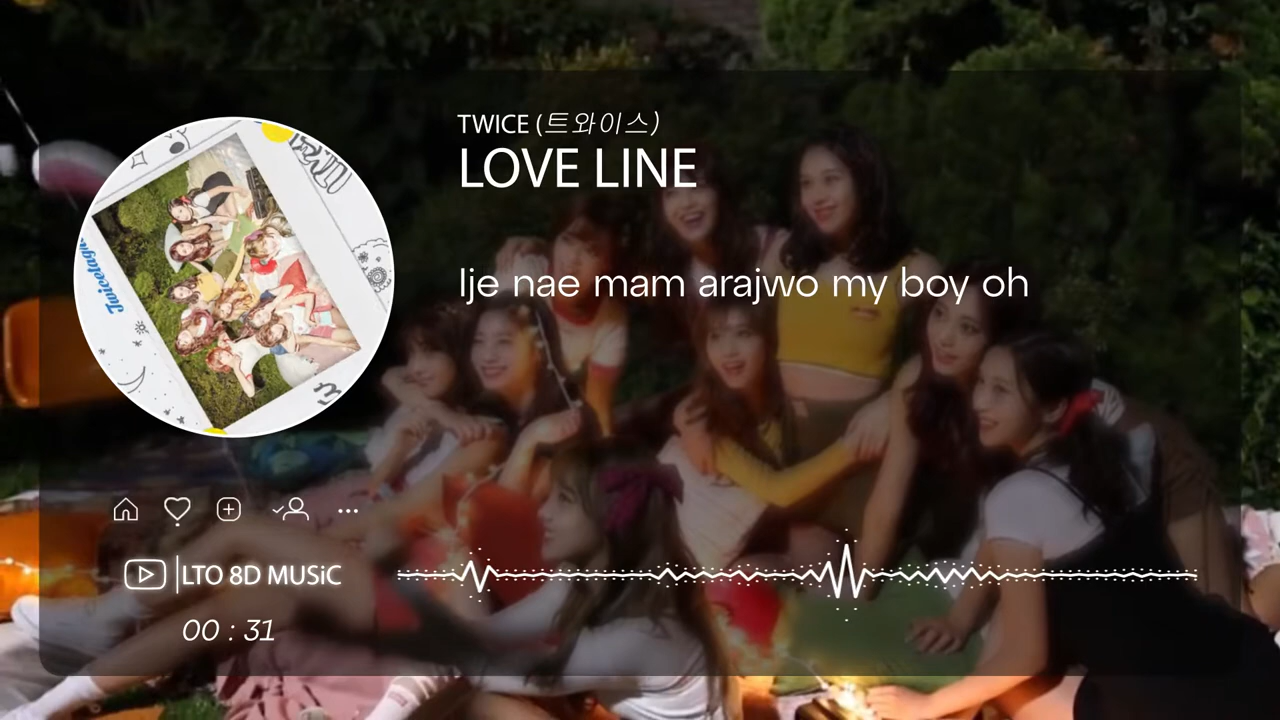 TWICE (트와이스)
LOVE LINE
Ije nae mam arajwo my boy oh
Twicetagram
LTO 8D MUSiC
00 : 31